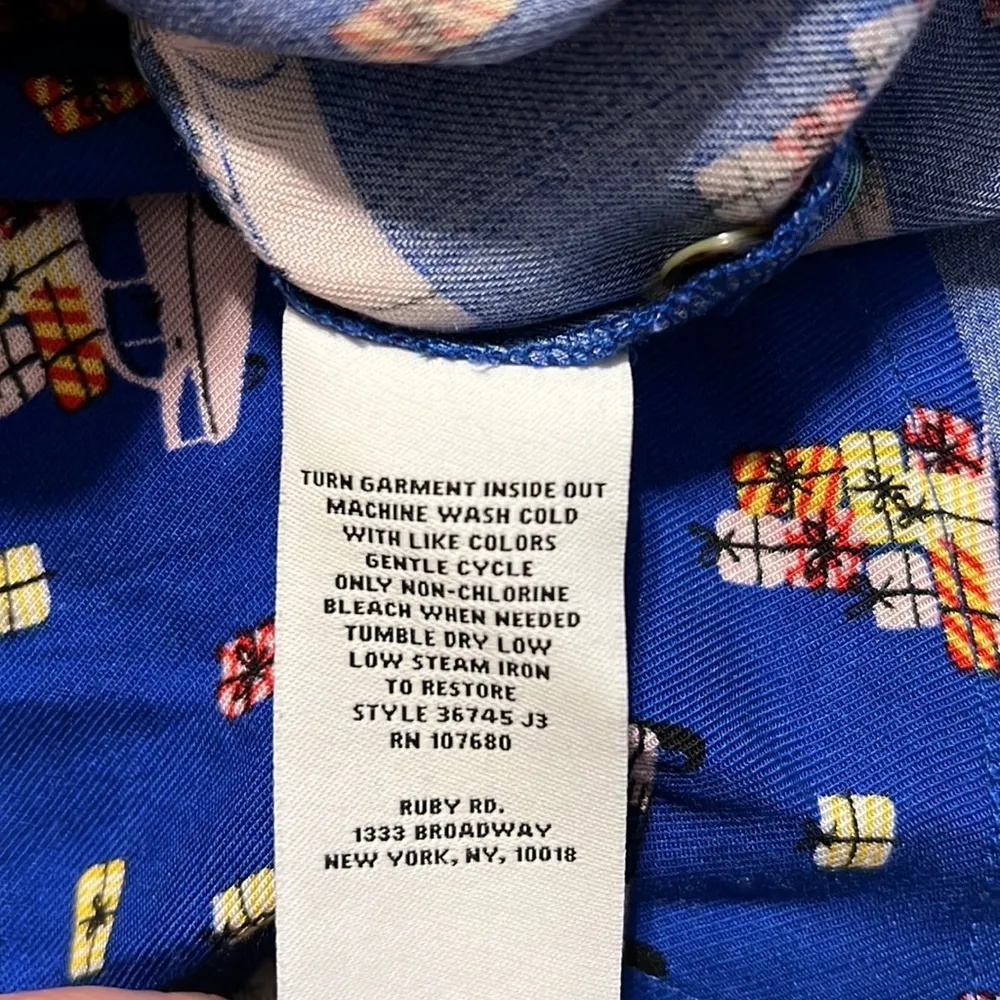 TURN GARMENT INSIDE OUT
MACHINE WASH COLD
WITH LIKE COLORS
GENTLE CYCLE
ONLY NON-CHLORINE
BLEACH WHEN NEEDED
TUMBLE DRY LOW
LOW STEAM IRON
TO RESTORE
STYLE 36745 J3
RN 107680
RUBY RD.
1333 BROADWAY
NEW YORK, NY, 10018